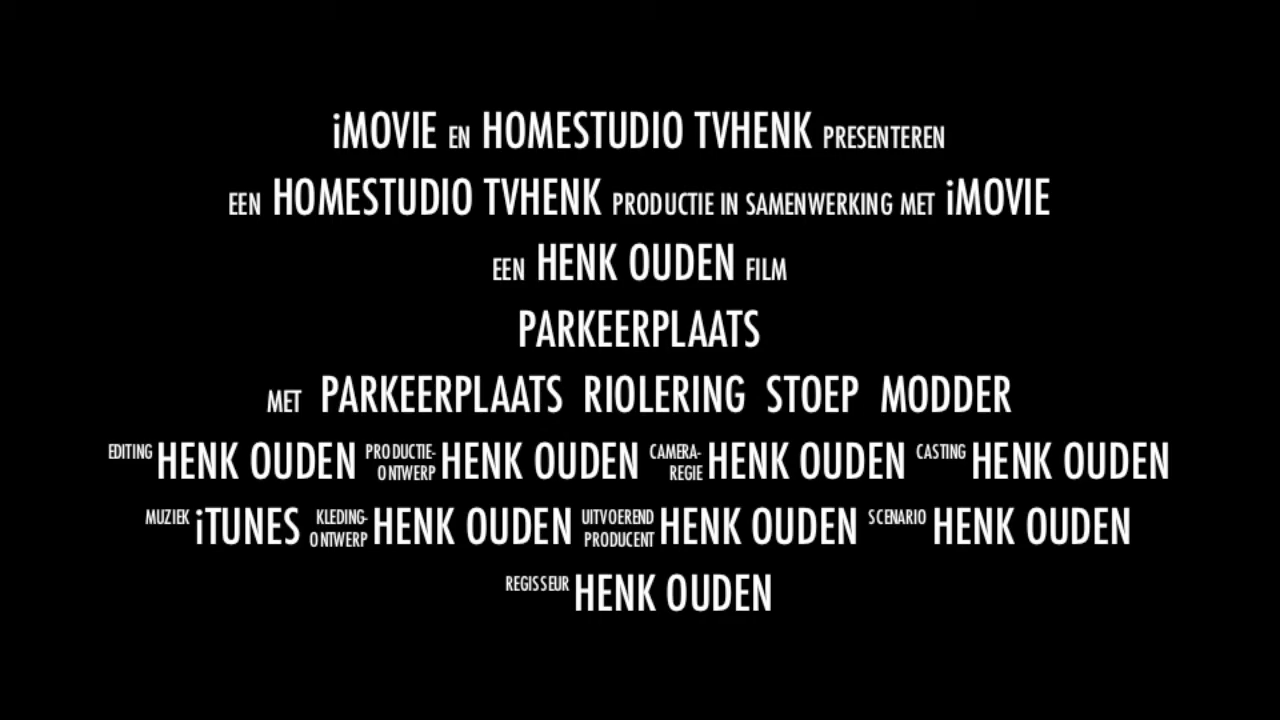 iMOVIE EN HOMESTUDIO TVHENK PRESENTEREN
EEN HOMESTUDIO TVHENK PRODUCTIE IN SAMENWERKING MET iMOVIE
EEN HENK OUDEN FILM
PARKEERPLAATS
MET PARKEERPLAATS RIOLERING STOEP MODDER
EDITING HENK OUDEN PRODUCTIE-ONTWERP HENK OUDEN CAMERA-REGIE HENK OUDEN CASTING HENK OUDEN
MUZIEK iTUNES KLEDING-ONTWERP HENK OUDEN UITVOEREND PRODUCENT HENK OUDEN SCENARIO HENK OUDEN
REGISSEUR HENK OUDEN